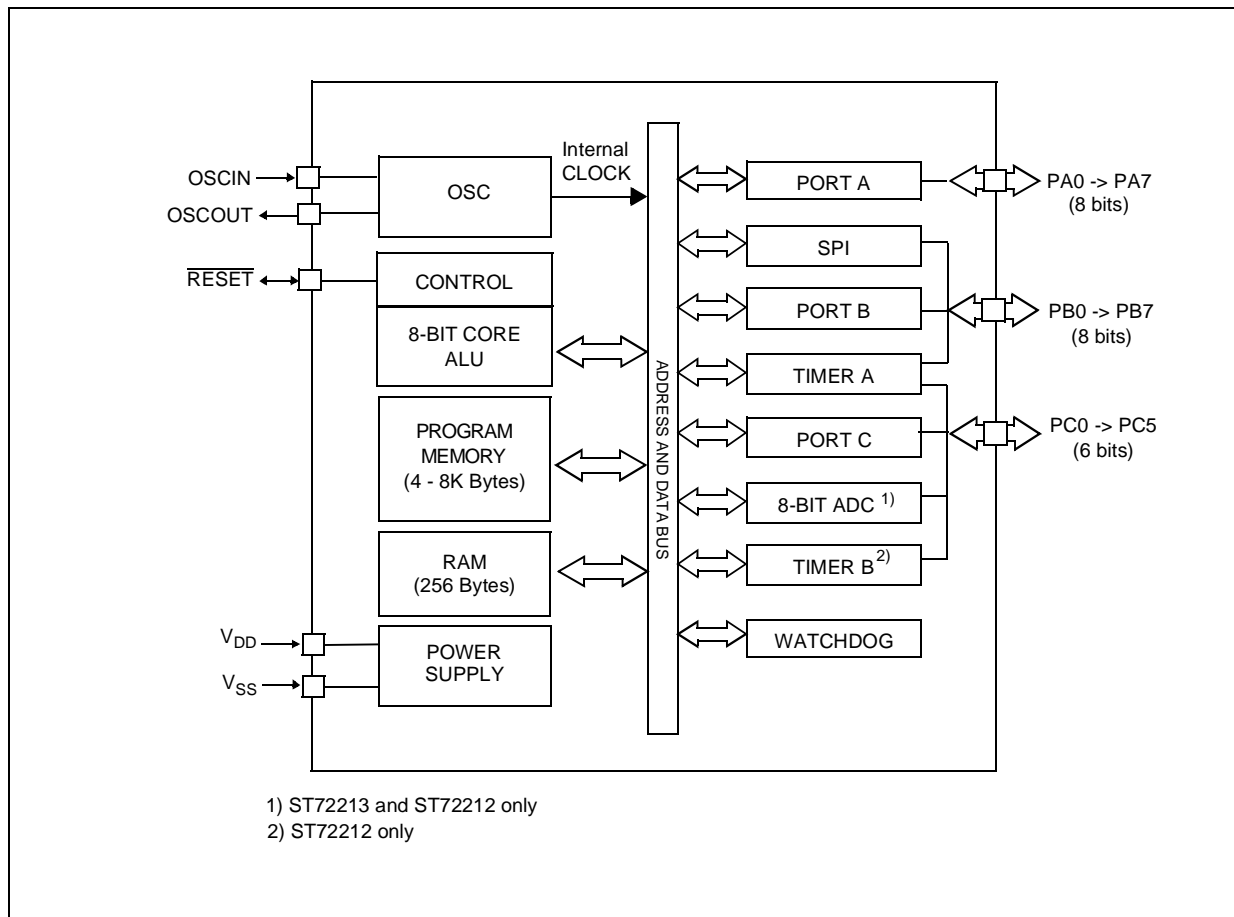 OSCIN
OSCOUT
RESET
OSC
Internal
CLOCK
CONTROL
8-BIT CORE
ALU
PROGRAM
MEMORY
(4 - 8K Bytes)
RAM
(256 Bytes)
VDD
VSS
POWER
SUPPLY
ADDRESS AND DATA BUS
PORT A
SPI
PORT B
TIMER A
PORT C
8-BIT ADC 1)
TIMER B 2)
WATCHDOG
PA0 -> PA7
(8 bits)
PB0 -> PB7
(8 bits)
PC0 -> PC5
(6 bits)
1) ST72213 and ST72212 only
2) ST72212 only